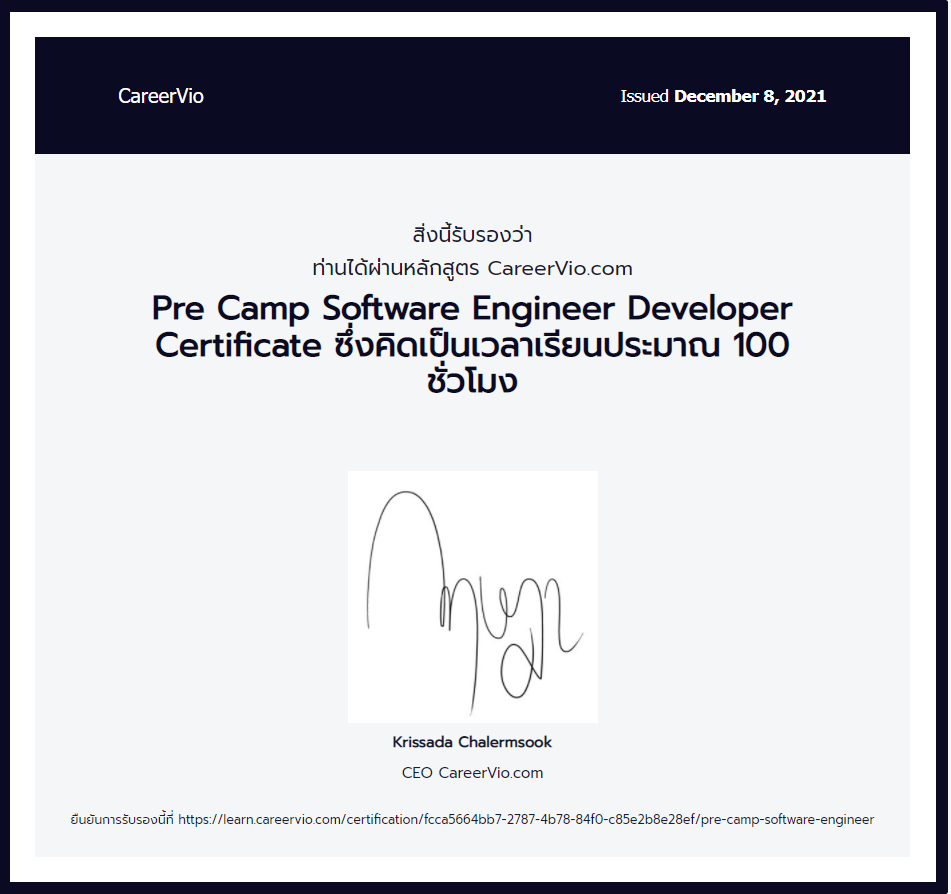 CareerVio
Issued December 8, 2021
สิ่งนี้รับรองว่า
ท่านได้ผ่านหลักสูตร CareerVio.com
Pre Camp Software Engineer Developer
Certificate ซึ่งคิดเป็นเวลาเรียนประมาณ 100
ชั่วโมง
Krissada Chalermsook
CEO CareerVio.com
ยืนยันการรับรองนี้ที่ https://learn.careervio.com/certification/fcca5664bb7-2787-4b78-84f0-c85e2b8e28ef/pre-camp-software-engineer